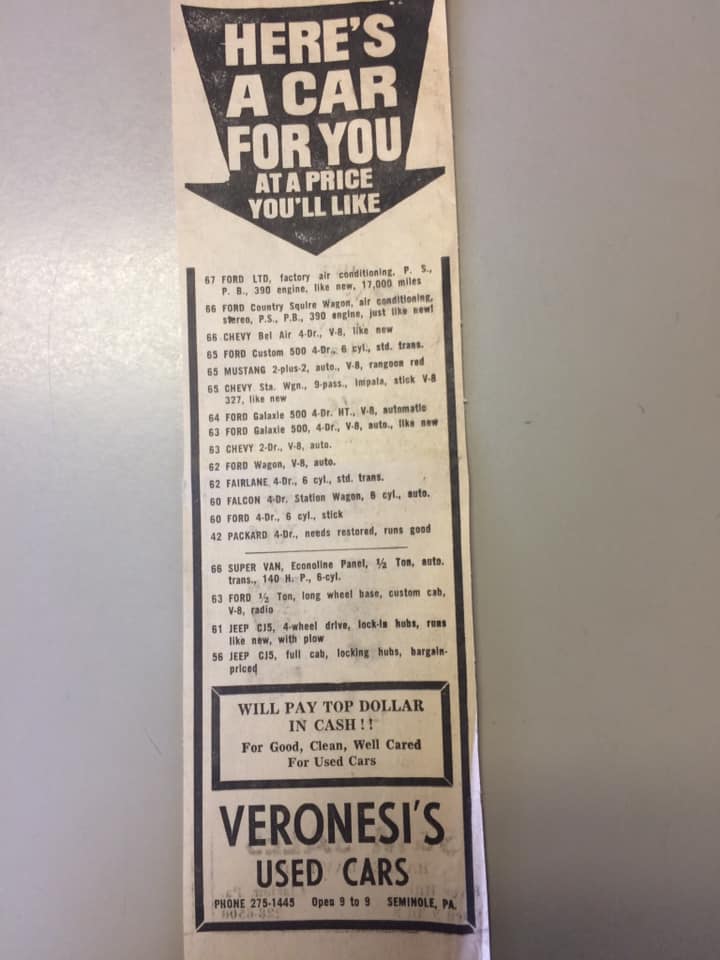 HERE'S
A CAR
FOR YOU
AT A PRICE
YOU'LL LIKE
67 FORD LTD, factory air conditioning, P. S.,
P. B., 390 engine, like new, 17,000 miles
66 FORD Country Squire Wagon, air conditioning,
stereo, P.S., P.B., 390 engine, just like new!
66 CHEVY Bel Air 4-Dr., V-8, like new
65 FORD Custom 500 4-Dr., 6 cyl., std. trans.
65 MUSTANG 2-plus-2, auto., V-8, rangoon red
65 CHEVY Sta. Wgn., 9-pass., Impala, stick V-8
327, like new
64 FORD Galaxie 500 4-Dr. HT., V-8, automatic
63 FORD Galaxie 500, 4-Dr., V-8, auto., like new
63 CHEVY 2-Dr., V-8, auto.
62 FORD Wagon, V-8, auto.
62 FAIRLANE 4-Dr., 6 cyl., std. trans.
60 FALCON 4-Dr. Station Wagon, 6 cyl., auto.
60 FORD 4-Dr., 6 cyl., stick
42 PACKARD 4-Dr., needs restored, runs good
66 SUPER VAN, Econoline Panel, ½ Ton, auto.
trans., 140 H. P., 6-cyl.
63 FORD ½ Ton, long wheel base, custom cab,
V-8, radio
61 JEEP CJ5, 4-wheel drive, lock-in hubs, runs
like new, with plow
56 JEEP CJ5, full cab, locking hubs, bargain-
priced
WILL PAY TOP DOLLAR
IN CASH ! !
For Good, Clean, Well Cared
For Used Cars
VERONESI'S
USED CARS
PHONE 275-1445 Open 9 to 9 SEMINOLE, PA.